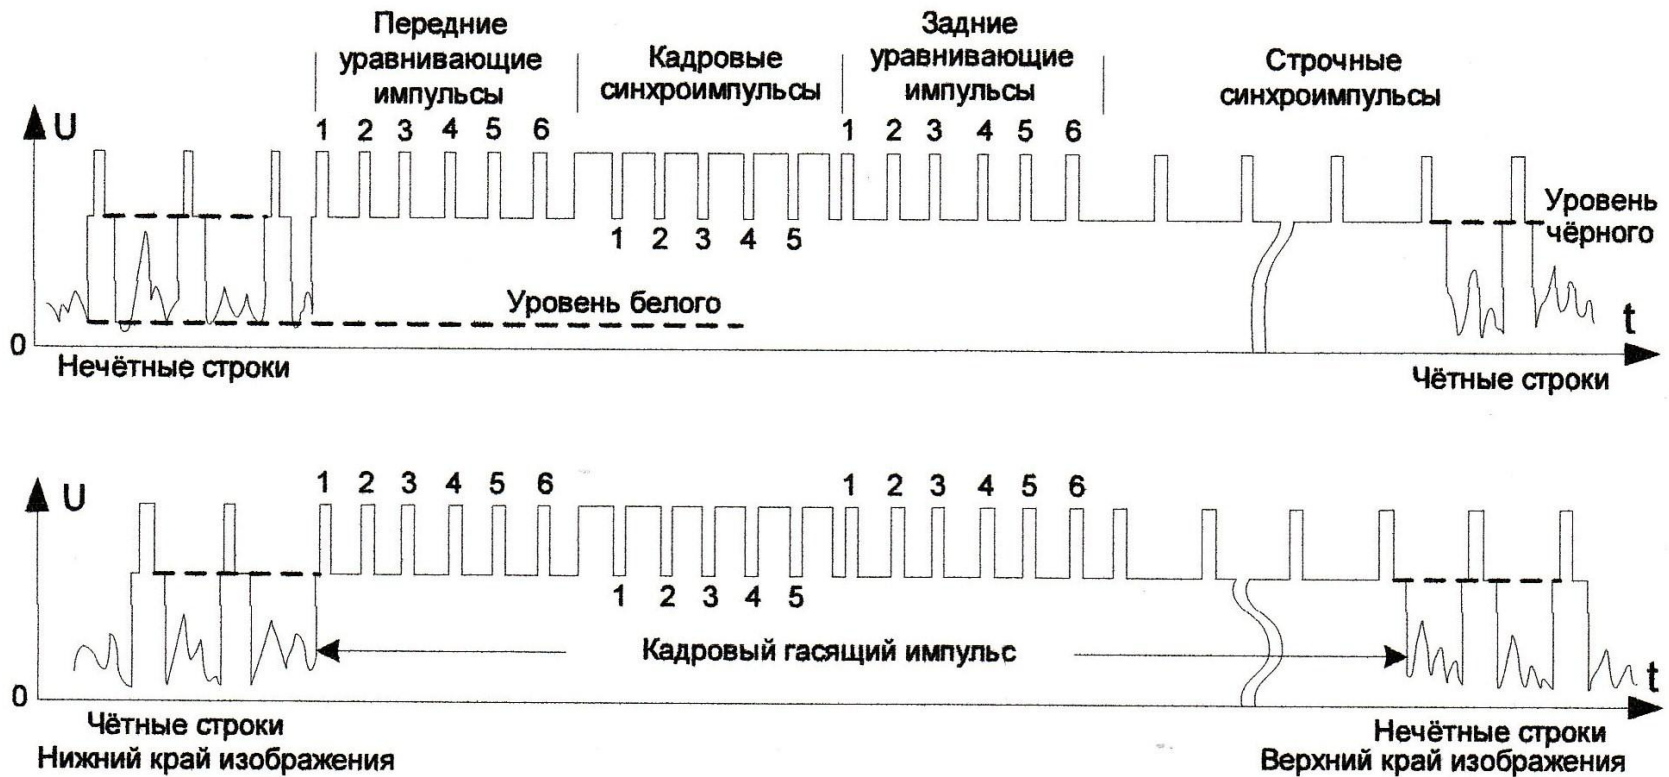 Передние
уравнивающие
импульсы
Кадровые
синхроимпульсы
Задние
уравнивающие
импульсы
Строчные
синхроимпульсы
U
1 2 3 4 5 6
1 2 3 4 5 6
1 2 3 4 5
Уровень
чёрного
Уровень белого
0
t
Нечётные строки
Чётные строки
U
1 2 3 4 5 6
1 2 3 4 5 6
1 2 3 4 5
Кадровый гасящий импульс
0
t
Чётные строки
Нижний край изображения
Нечётные строки
Верхний край изображения